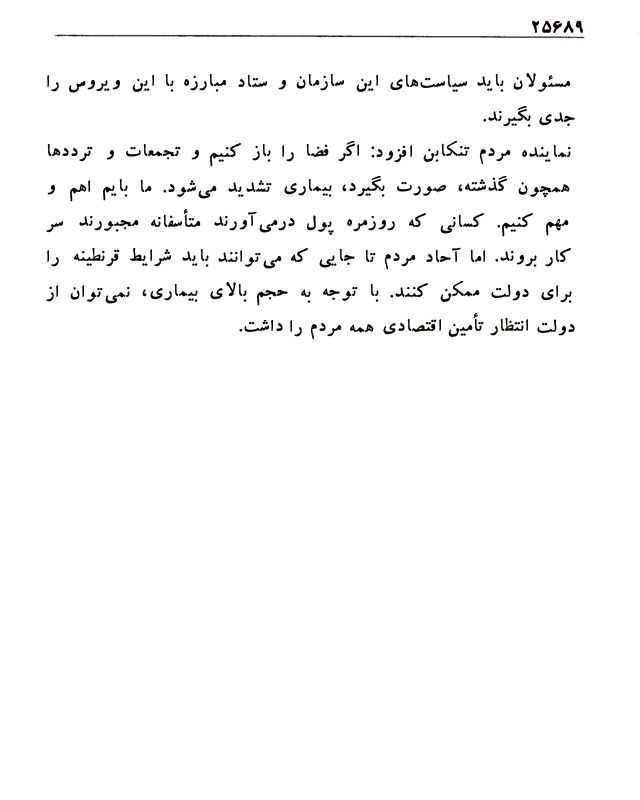 ۲۵۶۸۹
مسئولان باید سیاست‌های این سازمان و ستاد مبارزه با این ویروس را
جدی بگیرند.
نماینده مردم تنکابن افزود: اگر فضا را باز کنیم و تجمعات و ترددها
همچون گذشته، صورت بگیرد، بیماری تشدید می‌شود. ما بایم اهم و
مهم کنیم. کسانی که روزمره پول درمی‌آورند متأسفانه مجبورند سر
کار بروند. اما آحاد مردم تا جایی که می‌توانند باید شرایط قرنطینه را
برای دولت ممکن کنند. با توجه به حجم بالای بیماری، نمی‌توان از
دولت انتظار تأمین اقتصادی همه مردم را داشت.